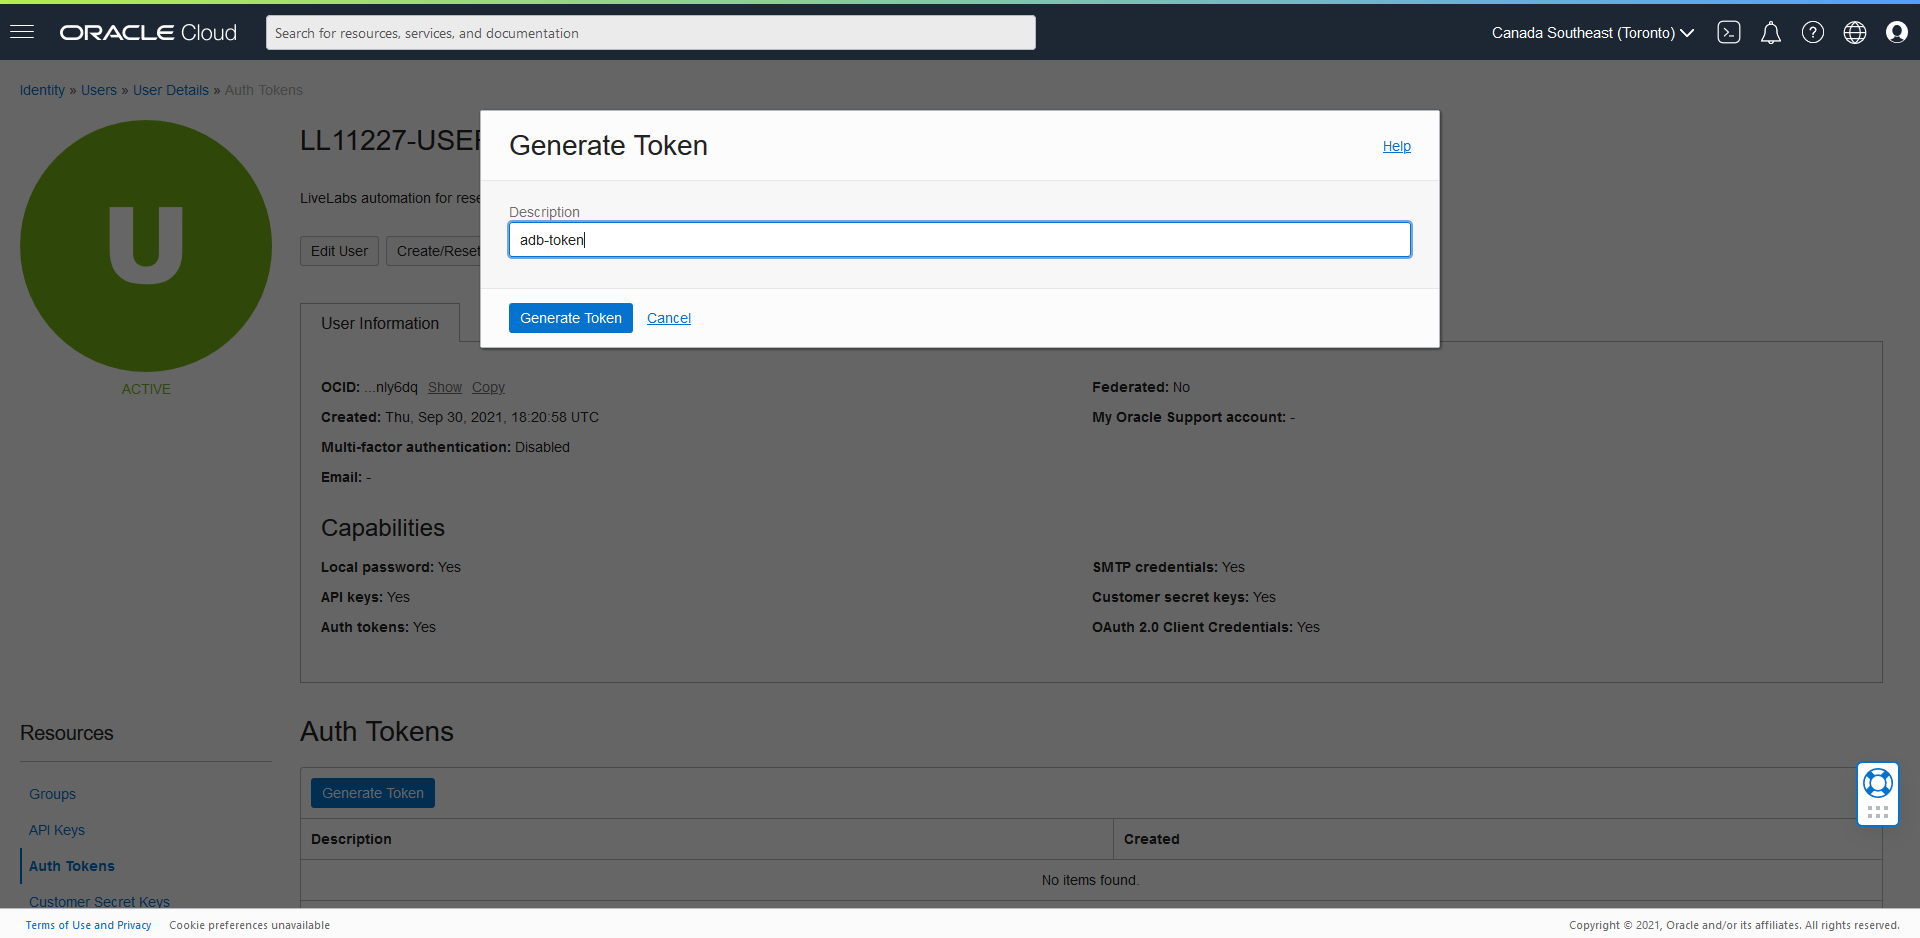 ORACLE Cloud
Search for resources, services, and documentation
Canada Southeast (Toronto)
Identity » Users » User Details » Auth Tokens
U
ACTIVE
LL11227-USER
LiveLabs automation for rese
Edit User
Create/Reset
Generate Token
Help
Description
adb-token
Generate Token
Cancel
User Information
OCID: ...nly6dq Show Copy
Created: Thu, Sep 30, 2021, 18:20:58 UTC
Multi-factor authentication: Disabled
Email: -
Federated: No
My Oracle Support account: -
Capabilities
Local password: Yes
API keys: Yes
Auth tokens: Yes
SMTP credentials: Yes
Customer secret keys: Yes
OAuth 2.0 Client Credentials: Yes
Resources
Groups
API Keys
Auth Tokens
Customer Secret Keys
Auth Tokens
Generate Token
Description
Created
No items found.
Terms of Use and Privacy
Cookie preferences unavailable
Copyright © 2021, Oracle and/or its affiliates. All rights reserved.